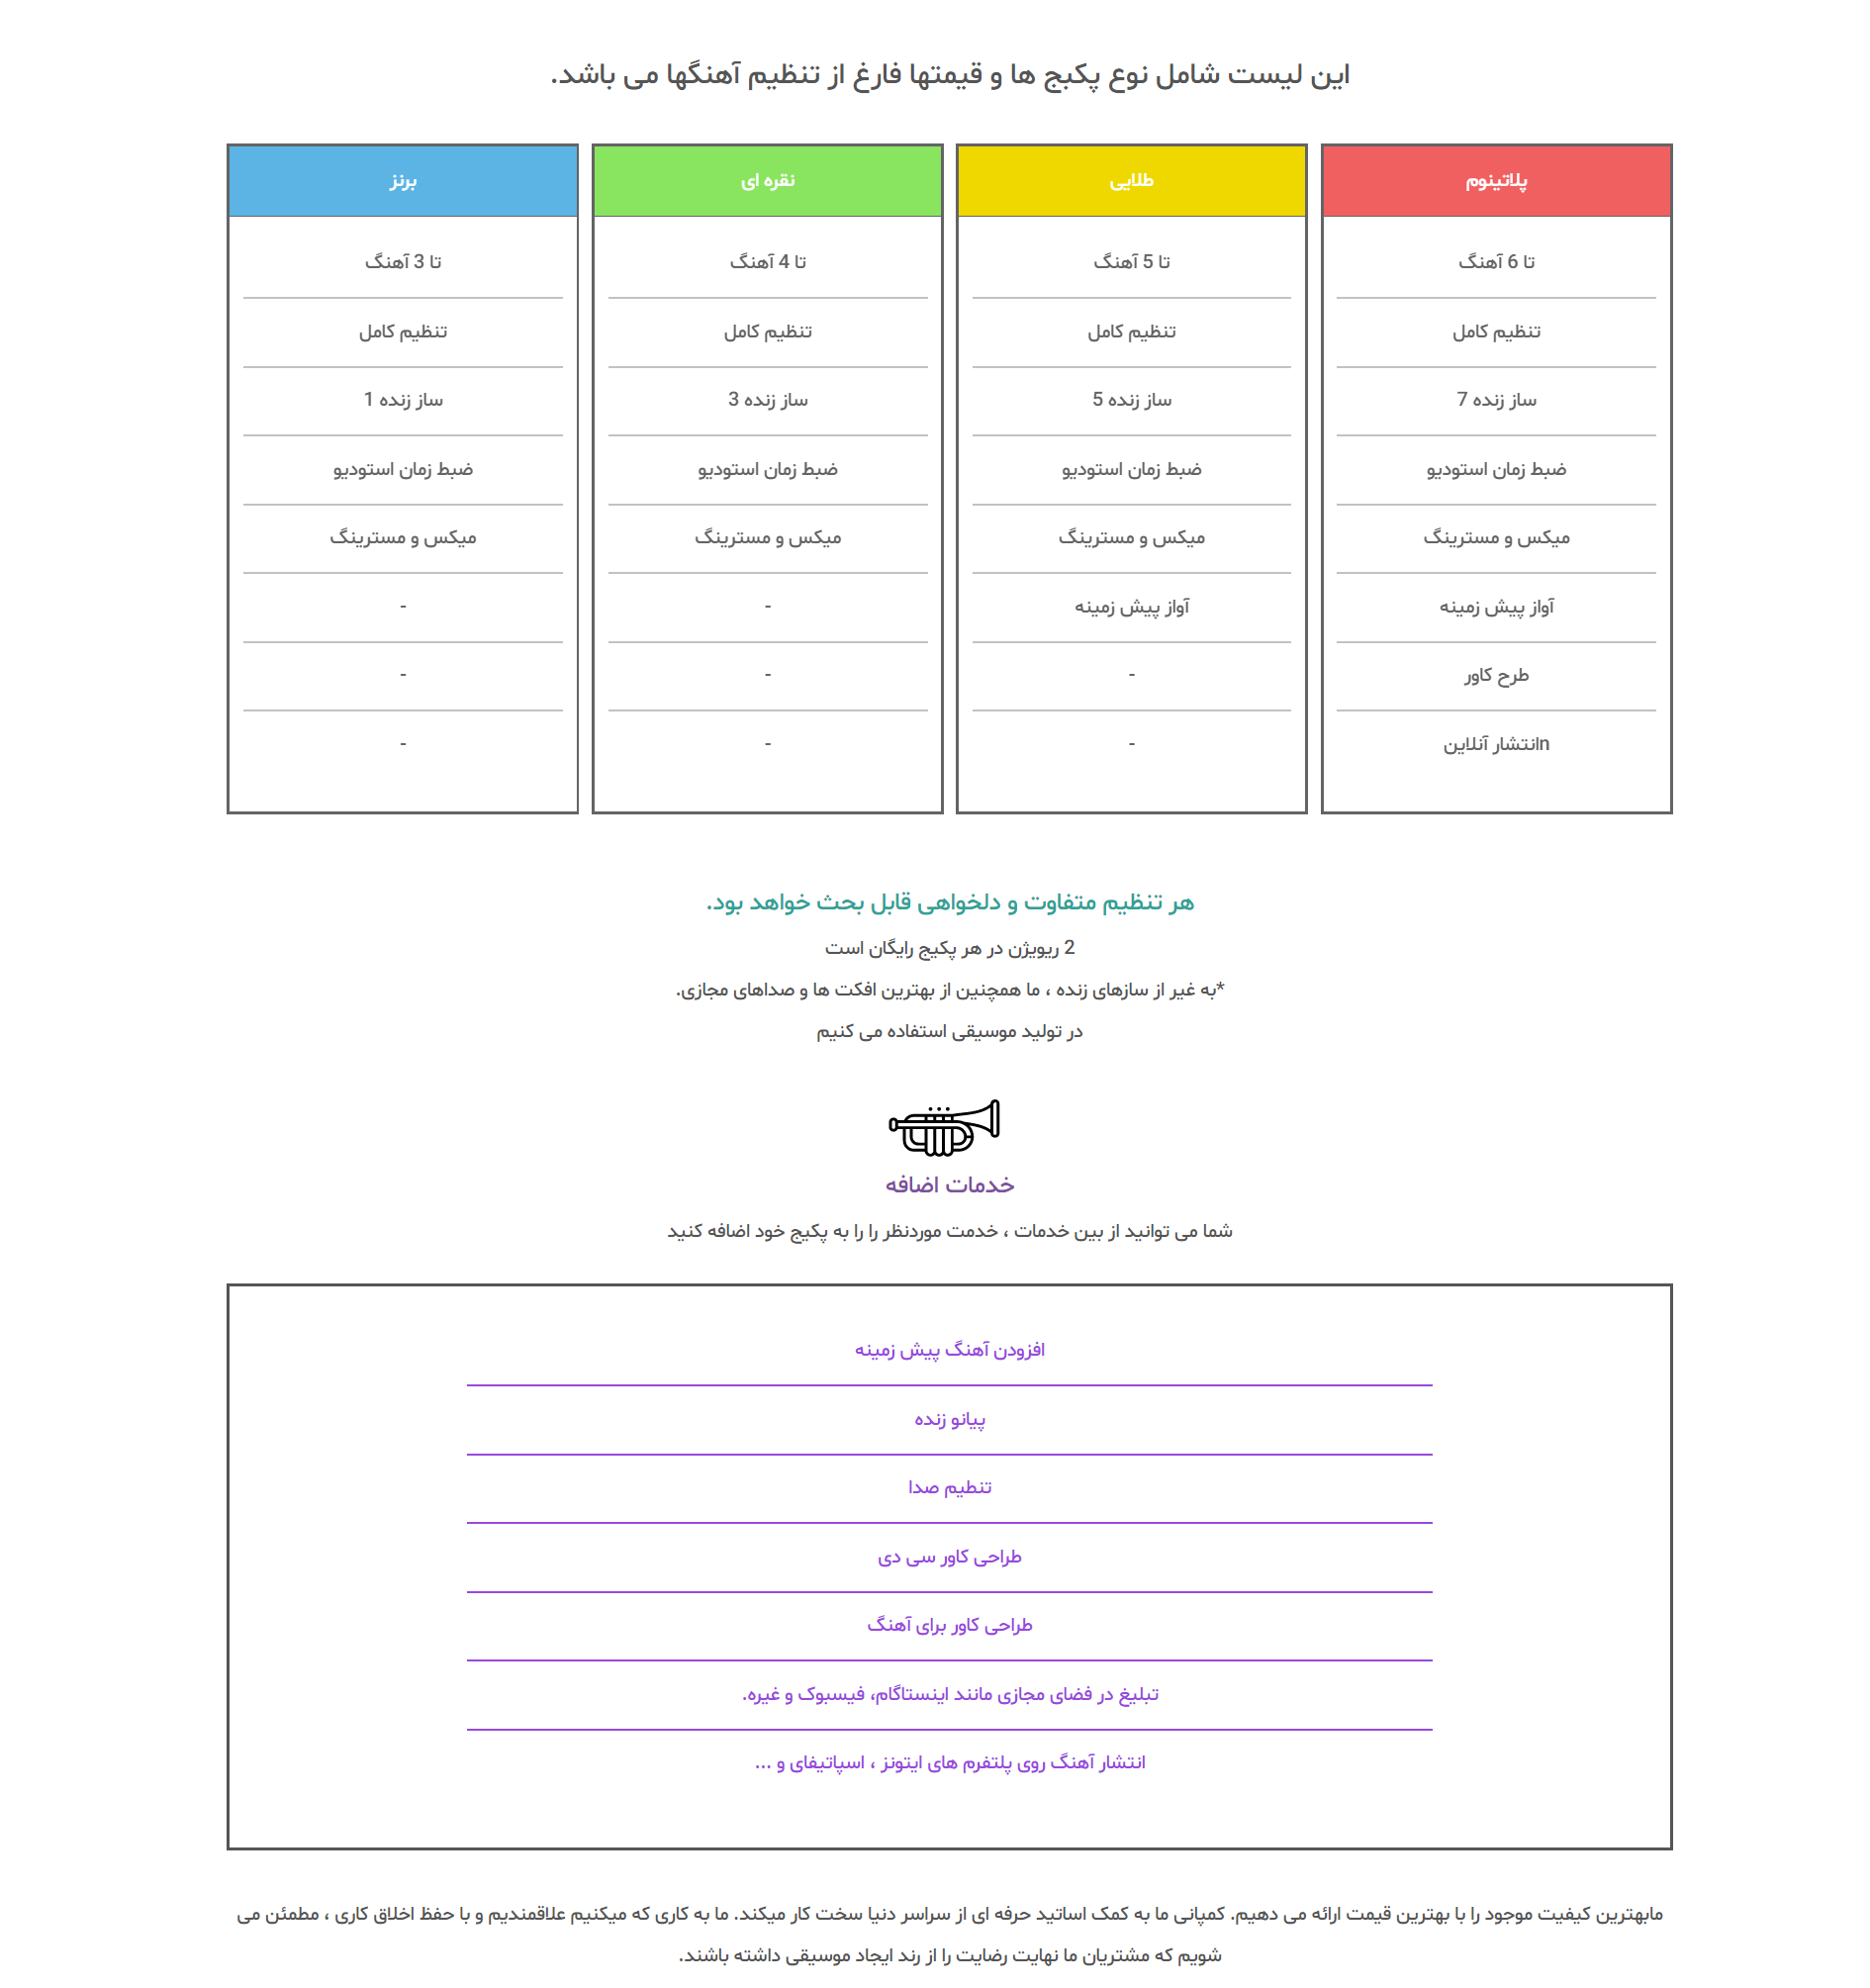 این لیست شامل نوع پکبج ها و قیمتها فارغ از تنظیم آهنگها می باشد.
پلاتینوم
تا 6 آهنگ
تنظیم کامل
ساز زنده 7
ضبط زمان استودیو
میکس و مسترینگ
آواز پیش زمینه
طرح کاور
nانتشار آنلاین
طلایی
تا 5 آهنگ
تنظیم کامل
ساز زنده 5
ضبط زمان استودیو
میکس و مسترینگ
آواز پیش زمینه
-
-
نقره ای
تا 4 آهنگ
تنظیم کامل
ساز زنده 3
ضبط زمان استودیو
میکس و مسترینگ
-
-
-
برنز
تا 3 آهنگ
تنظیم کامل
ساز زنده 1
ضبط زمان استودیو
میکس و مسترینگ
-
-
-
هر تنظیم متفاوت و دلخواهی قابل بحث خواهد بود.
2 ریویژن در هر پکیج رایگان است
*به غیر از سازهای زنده ، ما همچنین از بهترین افکت ها و صداهای مجازی.
در تولید موسیقی استفاده می کنیم
خدمات اضافه
شما می توانید از بین خدمات ، خدمت موردنظر را را به پکیج خود اضافه کنید
افزودن آهنگ پیش زمینه
پیانو زنده
تنطیم صدا
طراحی کاور سی دی
طراحی کاور برای آهنگ
تبلیغ در فضای مجازی مانند اینستاگام، فیسبوک و غیره.
انتشار آهنگ روی پلتفرم های ایتونز ، اسپاتیفای و ...
مابهترین کیفیت موجود را با بهترین قیمت ارائه می دهیم. کمپانی ما به کمک اساتید حرفه ای از سراسر دنیا سخت کار میکند. ما به کاری که میکنیم علاقمندیم و با حفظ اخلاق کاری ، مطمئن می
شویم که مشتریان ما نهایت رضایت را از رند ایجاد موسیقی داشته باشند.